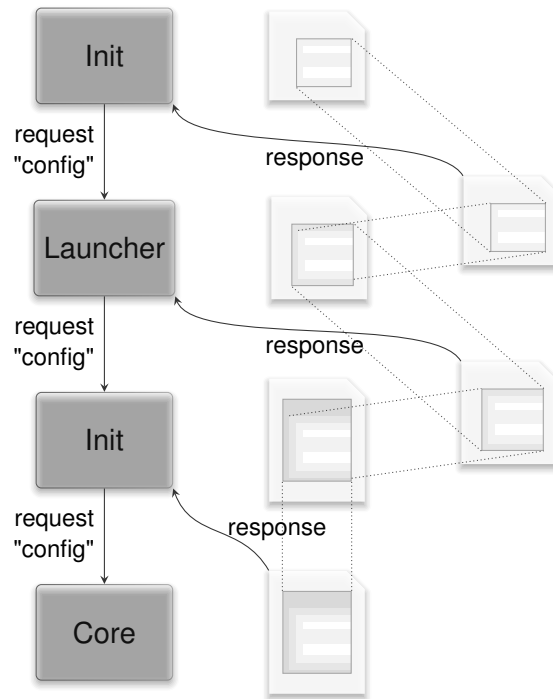 Init
request
"config"
response
Launcher
request
"config"
response
Init
request
"config"
response
Core